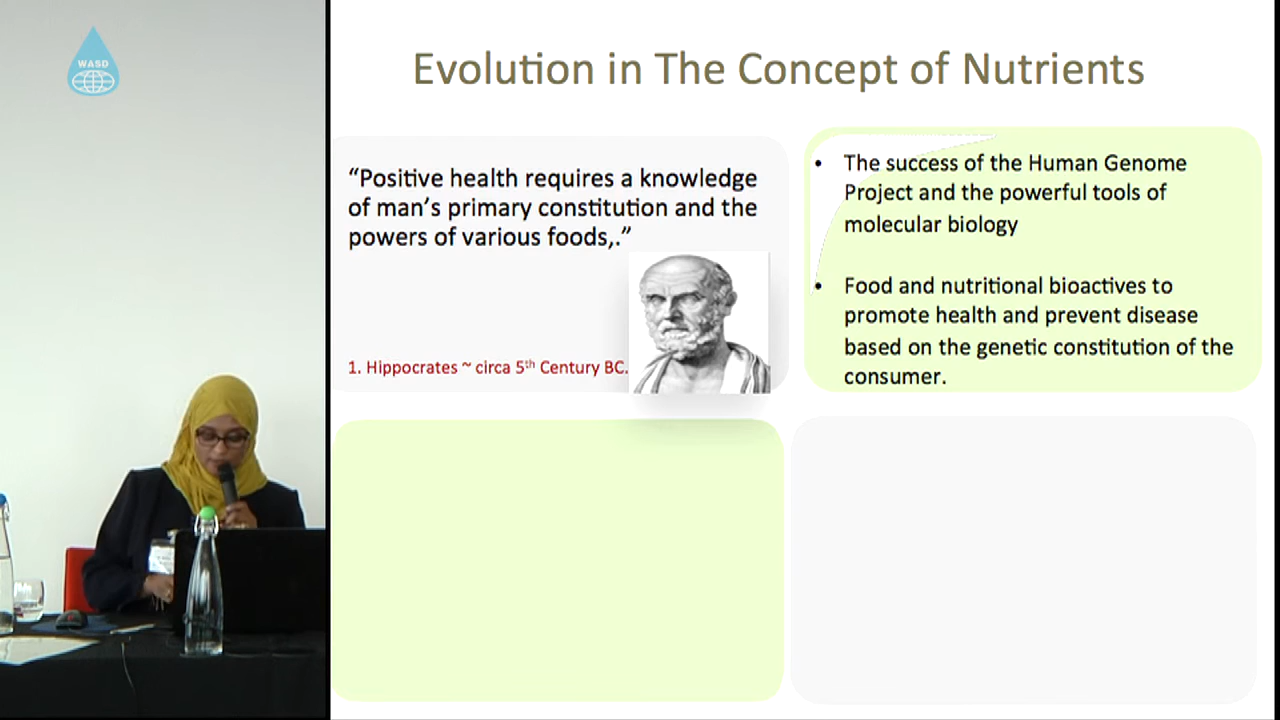 WASD
Evolution in The Concept of Nutrients
“Positive health requires a knowledge
of man’s primary constitution and the
powers of various foods,.”
1. Hippocrates ~ circa 5th Century BC.
• The success of the Human Genome
Project and the powerful tools of
molecular biology
• Food and nutritional bioactives to
promote health and prevent disease
based on the genetic constitution of the
consumer.